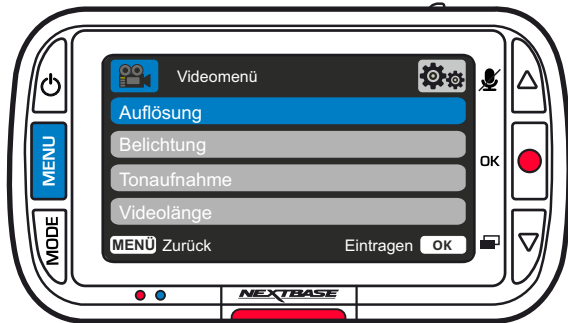 Videomenü
Auflösung
Belichtung
Tonaufnahme
Videolänge
MENÜ Zurück Eintragen OK
MENU
MODE
OK
NEXTBASE